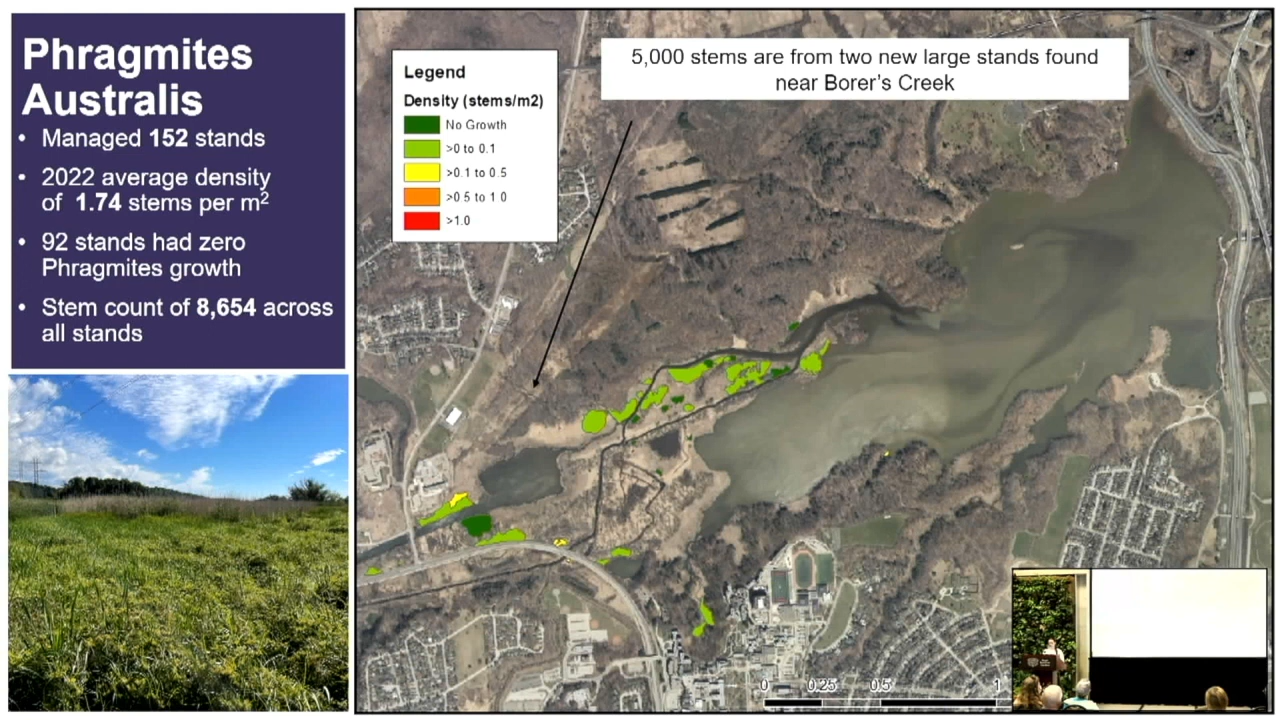 Phragmites
Australis
• Managed 152 stands
• 2022 average density
of 1.74 stems per m2
• 92 stands had zero
Phragmites growth
• Stem count of 8,654 across
all stands
Legend
Density (stems/m2)
No Growth
>0 to 0.1
>0.1 to 0.5
>0.5 to 1.0
>1.0
5,000 stems are from two new large stands found
near Borer's Creek
0 0.25 0.5 1